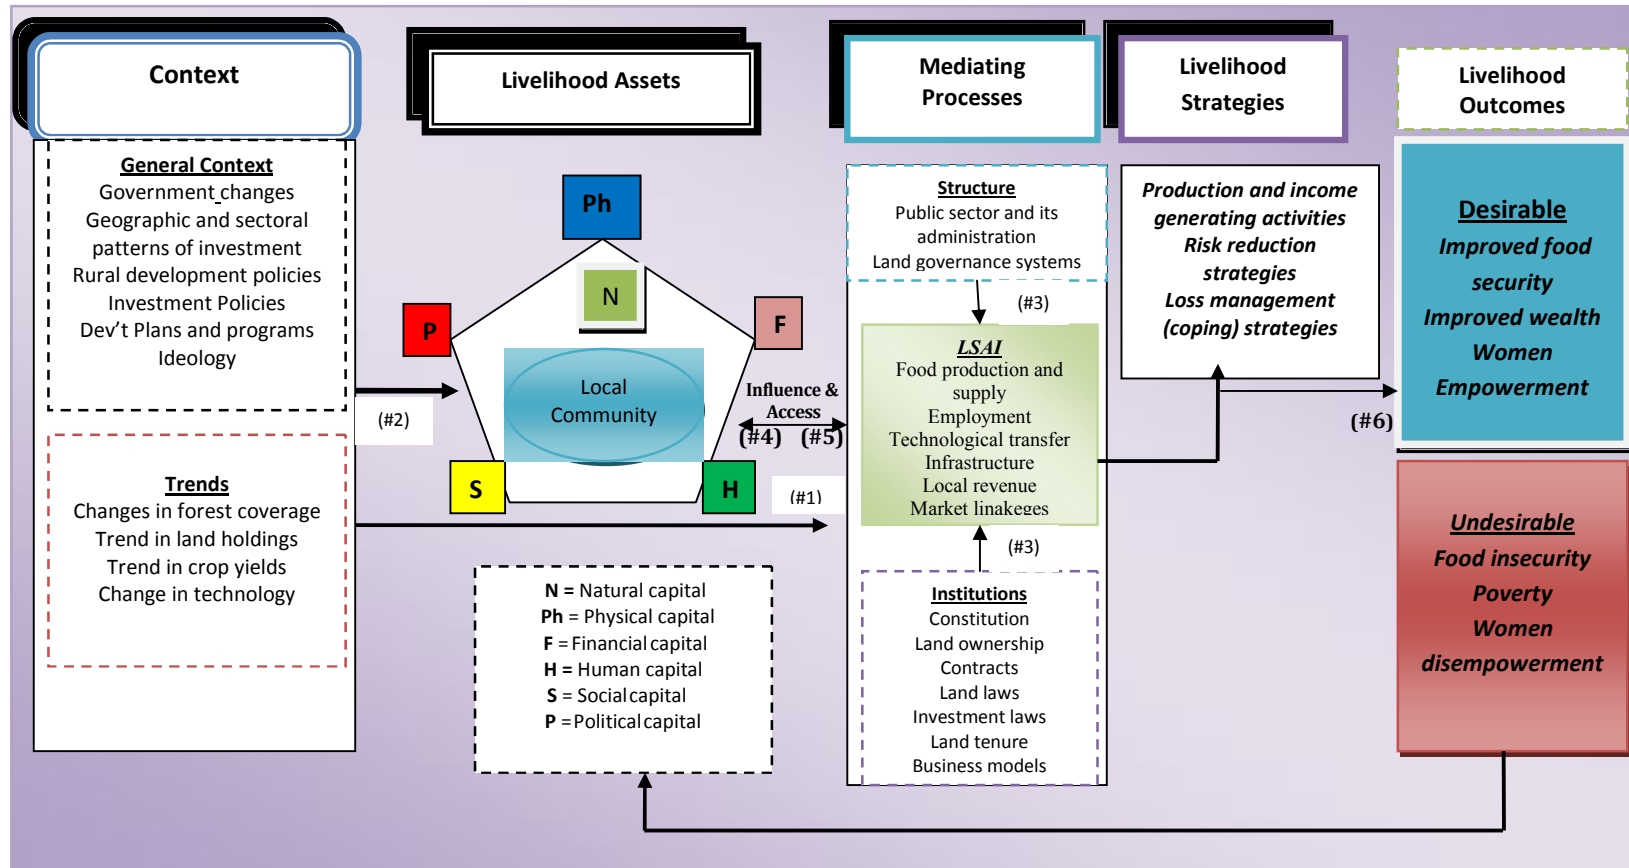 Context
Livelihood Assets
Mediating
Processes
Livelihood
Strategies
Livelihood
Outcomes
General Context
Government changes
Geographic and sectoral
patterns of investment
Rural development policies
Investment Policies
Dev't Plans and programs
Ideology
Trends
Changes in forest coverage
Trend in land holdings
Trend in crop yields
Change in technology
(#2)
Ph
N
P
F
Local
Community
S
H
Influence &
Access
(#4) (#5)
(#1)
N = Natural capital
Ph = Physical capital
F = Financial capital
H = Human capital
S = Social capital
P = Political capital
Structure
Public sector and its
administration
Land governance systems
(#3)
LSAI
Food production and
supply
Employment
Technological transfer
Infrastructure
Local revenue
Market linakeges
(#3)
Institutions
Constitution
Land ownership
Contracts
Land laws
Investment laws
Land tenure
Business models
Production and income
generating activities
Risk reduction
strategies
Loss management
(coping) strategies
(#6)
Desirable
Improved food
security
Improved wealth
Women
Empowerment
Undesirable
Food insecurity
Poverty
Women
disempowerment